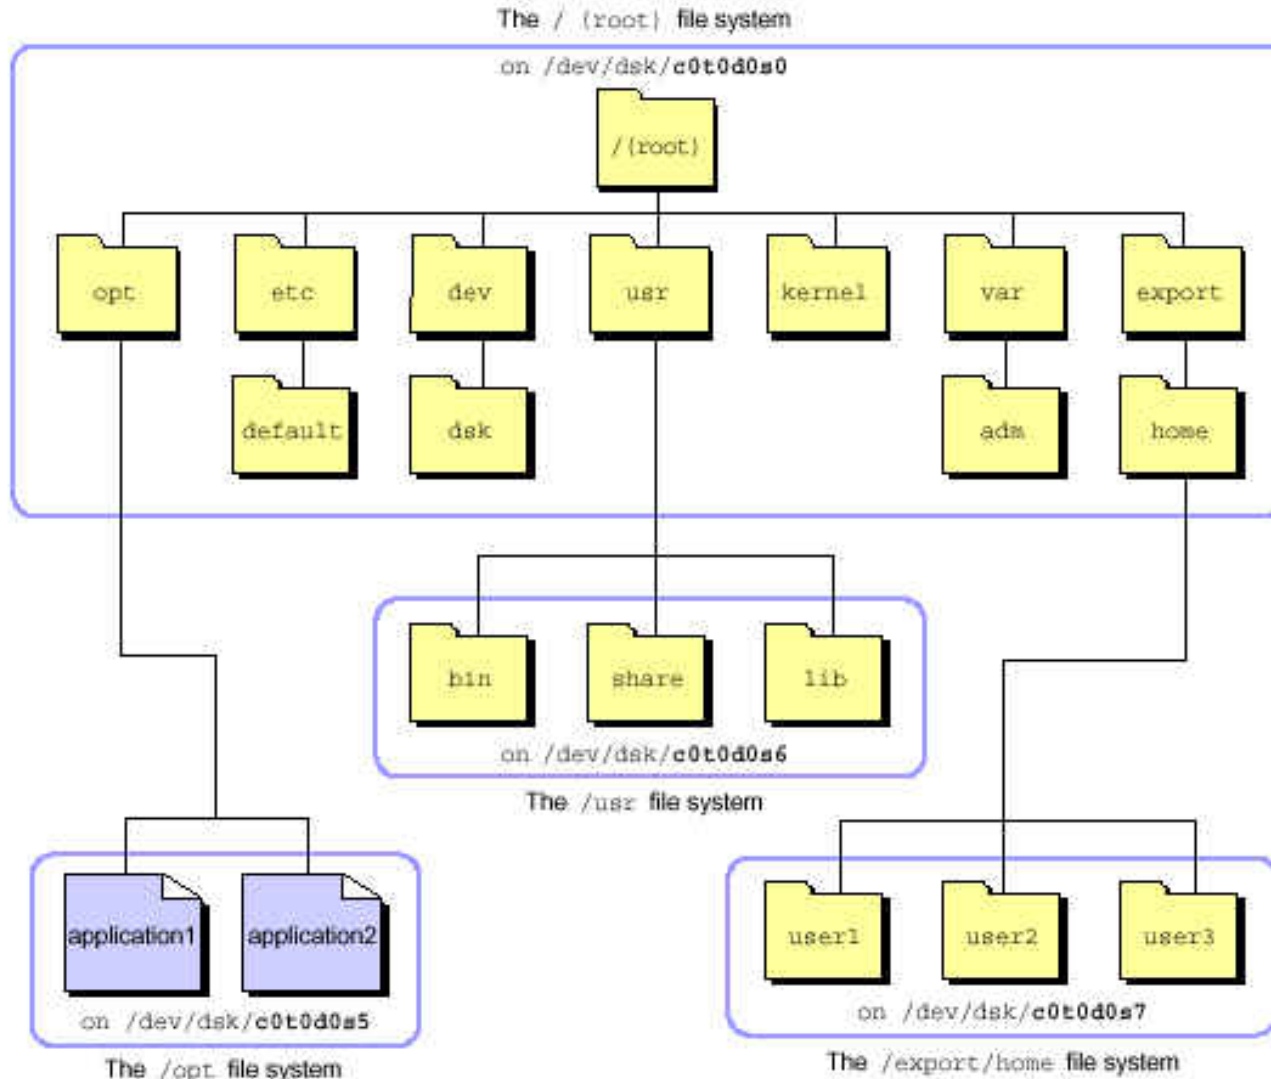 The / (root) file system
on /dev/dsk/c0t0d0s0
/(root)
opt etc dev usr kernel var export
default dsk adm home
bin share lib
on /dev/dsk/c0t0d0s6
The /usr file system
application1 application2
on /dev/dsk/c0t0d0s5
The /opt file system
user1 user2 user3
on /dev/dsk/c0t0d0s7
The /export/home file system